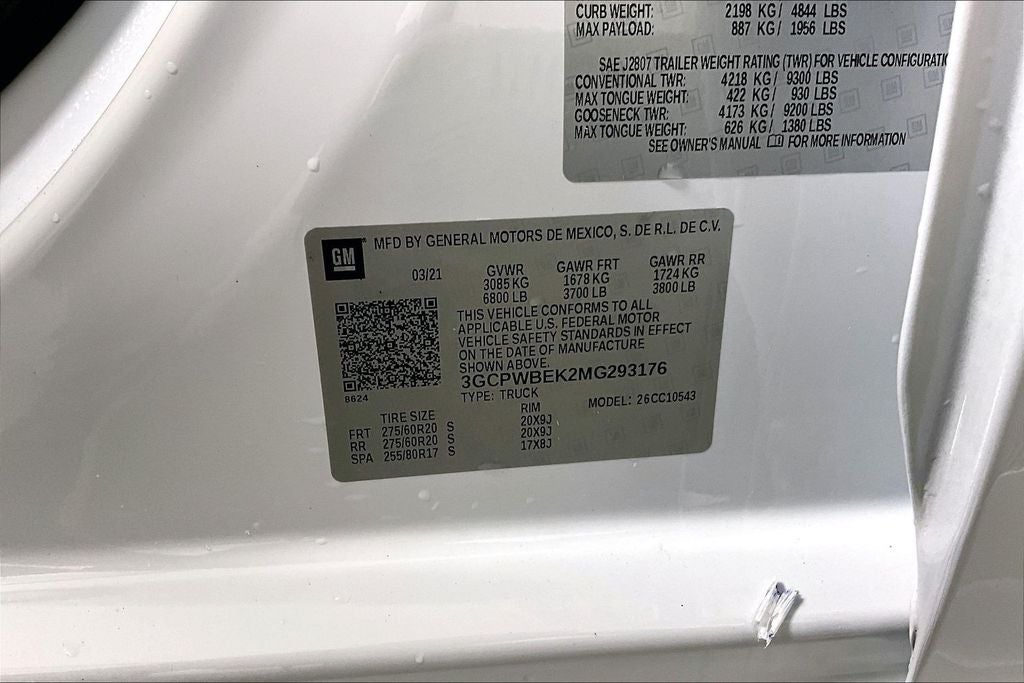 CURB WEIGHT: 2198 KG / 4844 LBS
MAX PAYLOAD: 887 KG / 1956 LBS
SAE J2807 TRAILER WEIGHT RATING (TWR) FOR VEHICLE CONFIGURATI
CONVENTIONAL TWR: 4218 KG / 9300 LBS
MAX TONGUE WEIGHT: 422 KG / 930 LBS
GOOSENECK TWR: 4173 KG / 9200 LBS
MAX TONGUE WEIGHT: 626 KG / 1380 LBS
SEE OWNER'S MANUAL FOR MORE INFORMATION
GM MFD BY GENERAL MOTORS DE MEXICO, S. DE R.L. DE C.V.
03/21 GVWR GAWR FRT GAWR RR
3085 KG 1678 KG 1724 KG
6800 LB 3700 LB 3800 LB
THIS VEHICLE CONFORMS TO ALL
APPLICABLE U.S. FEDERAL MOTOR
VEHICLE SAFETY STANDARDS IN EFFECT
ON THE DATE OF MANUFACTURE
SHOWN ABOVE.
3GCPWBEK2MG293176
8624 TYPE: TRUCK MODEL: 26CC10543
TIRE SIZE RIM
FRT 275/60R20 S 20X9J
RR 275/60R20 S 20X9J
SPA 255/80R17 S 17X8J